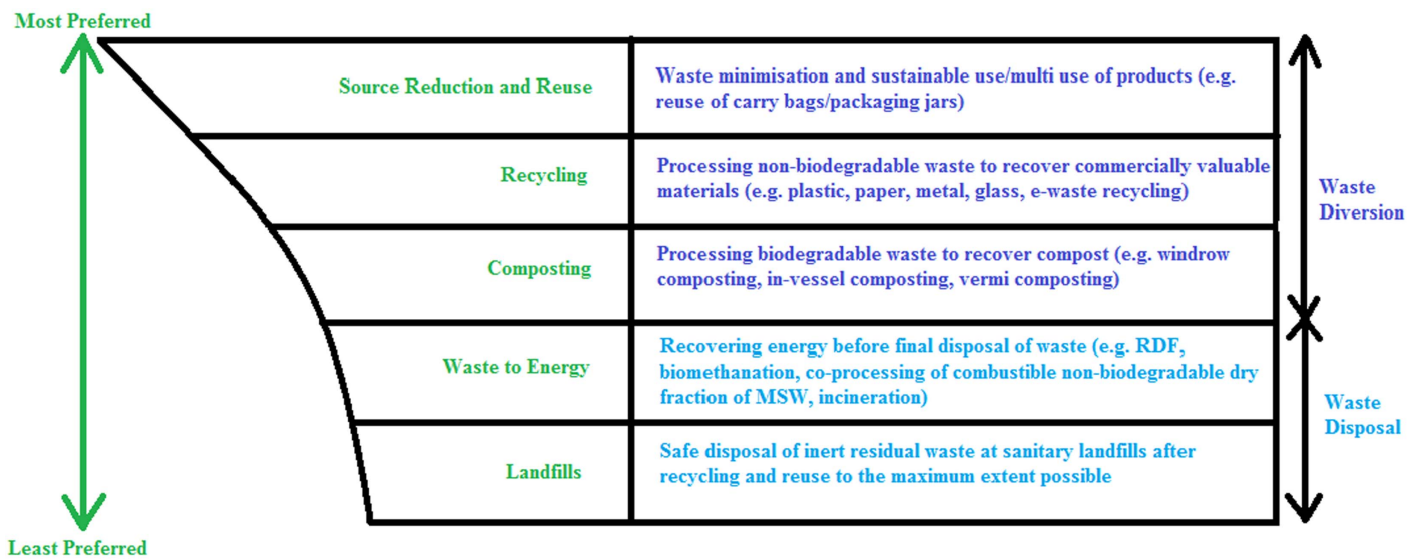 Most Preferred
Source Reduction and Reuse
Waste minimisation and sustainable use/multi use of products (e.g.
reuse of carry bags/packaging jars)
Recycling
Processing non-biodegradable waste to recover commercially valuable
materials (e.g. plastic, paper, metal, glass, e-waste recycling)
Waste
Diversion
Composting
Processing biodegradable waste to recover compost (e.g. windrow
composting, in-vessel composting, vermi composting)
Waste to Energy
Recovering energy before final disposal of waste (e.g. RDF,
biomethanation, co-processing of combustible non-biodegradable dry
fraction of MSW, incineration)
Waste
Disposal
Landfills
Safe disposal of inert residual waste at sanitary landfills after
recycling and reuse to the maximum extent possible
Least Preferred